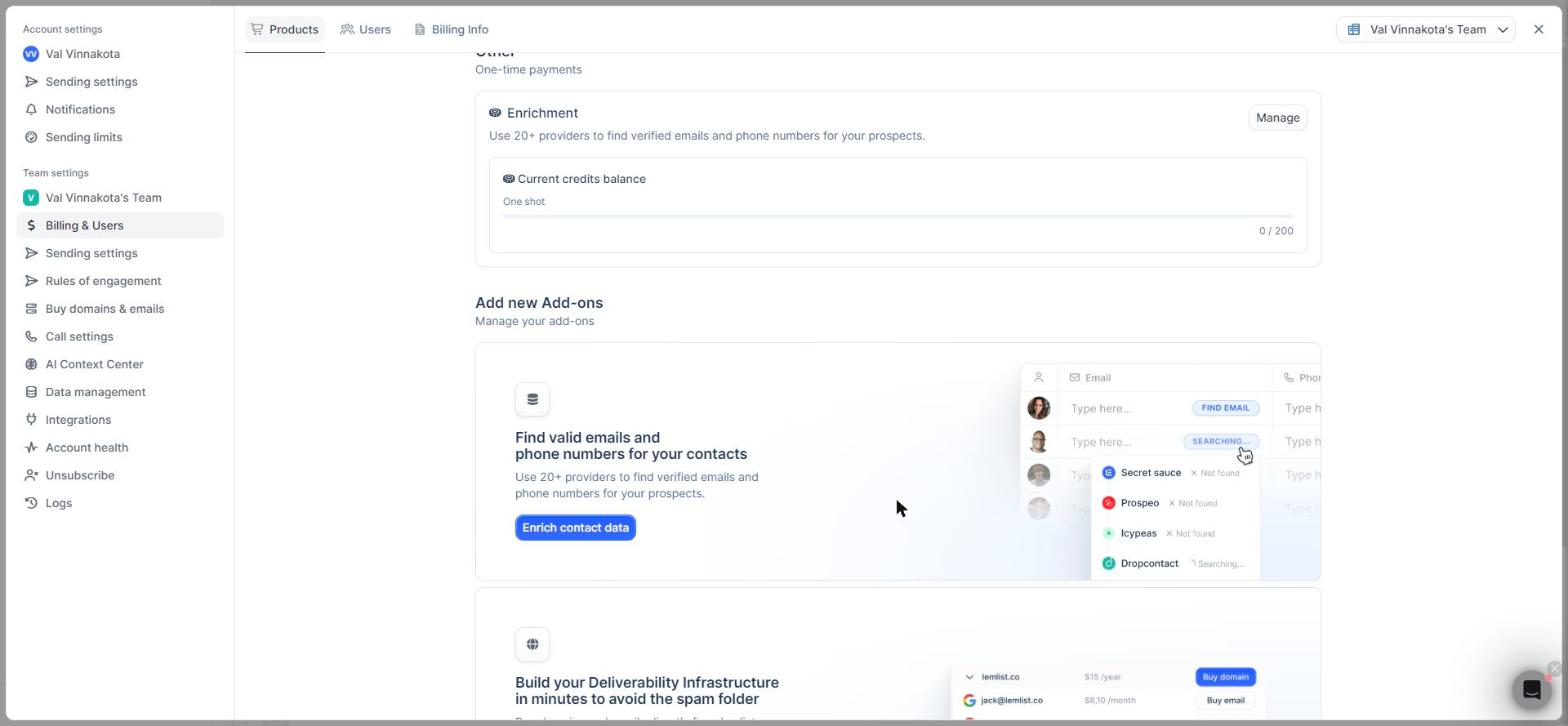 Account settings
VV Val Vinnakota
Sending settings
Notifications
Sending limits
Team settings
V Val Vinnakota's Team
Billing & Users
Sending settings
Rules of engagement
Buy domains & emails
Call settings
AI Context Center
Data management
Integrations
Account health
Unsubscribe
Logs
Products
Users
Billing Info
Val Vinnakota's Team
Other
One-time payments
Enrichment
Manage
Use 20+ providers to find verified emails and phone numbers for your prospects.
Current credits balance
One shot
0 / 200
Add new Add-ons
Manage your add-ons
Find valid emails and
phone numbers for your contacts
Use 20+ providers to find verified emails and
phone numbers for your prospects.
Enrich contact data
Email Phon
Type here... FIND EMAIL Type h
Type here... SEARCHING... Type h
Typ Type h
Secret sauce × Not found
Prospeo × Not found
Icypeas × Not found
Dropcontact Searching...
Build your Deliverability Infrastructure
in minutes to avoid the spam folder
lemlist.co $15 /year Buy domain
jack@lemlist.co $8,10 /month Buy email